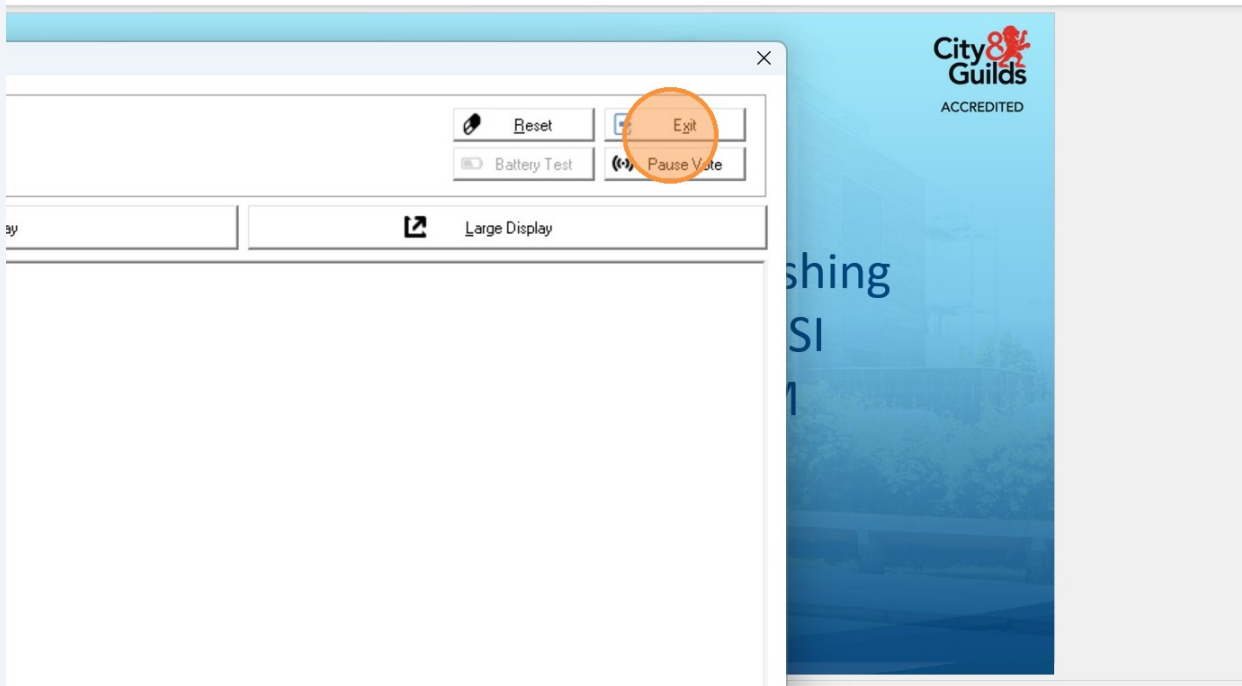 City&
Guilds
ACCREDITED
Reset
Exit
Battery Test
Pause Vote
ay
Large Display
shing
SI